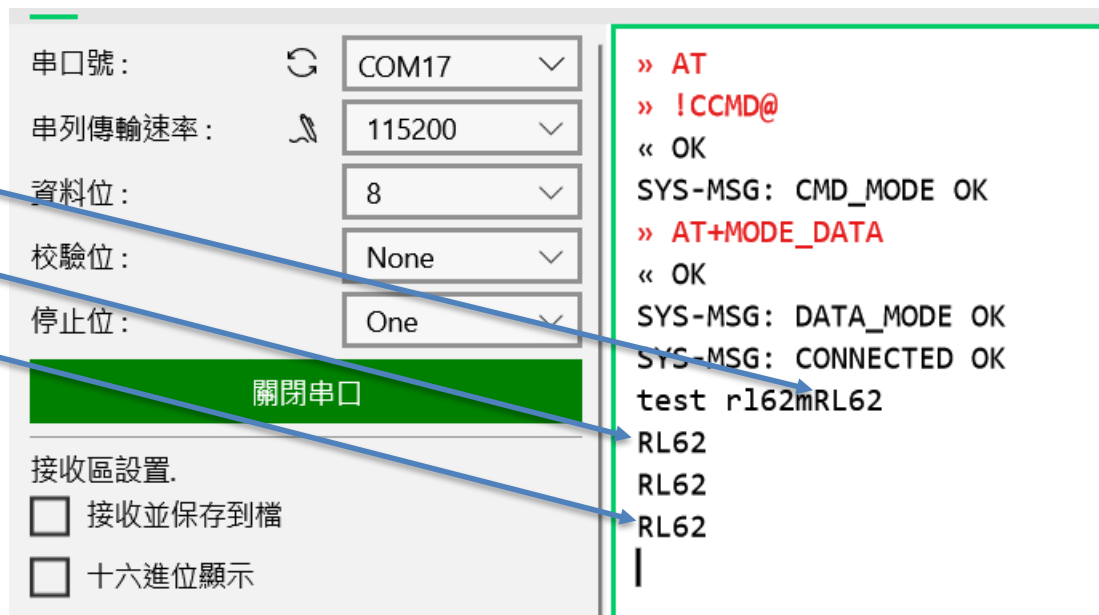 串口號: COM17
串列傳輸速率: 115200
資料位: 8
校驗位: None
停止位: One
關閉串口
接收區設置.
接收並保存到檔
十六進位顯示
» AT
» !CCMD@
« OK
SYS-MSG: CMD_MODE OK
» AT+MODE_DATA
« OK
SYS-MSG: DATA_MODE OK
SYS-MSG: CONNECTED OK
test rl62mRL62
RL62
RL62
RL62